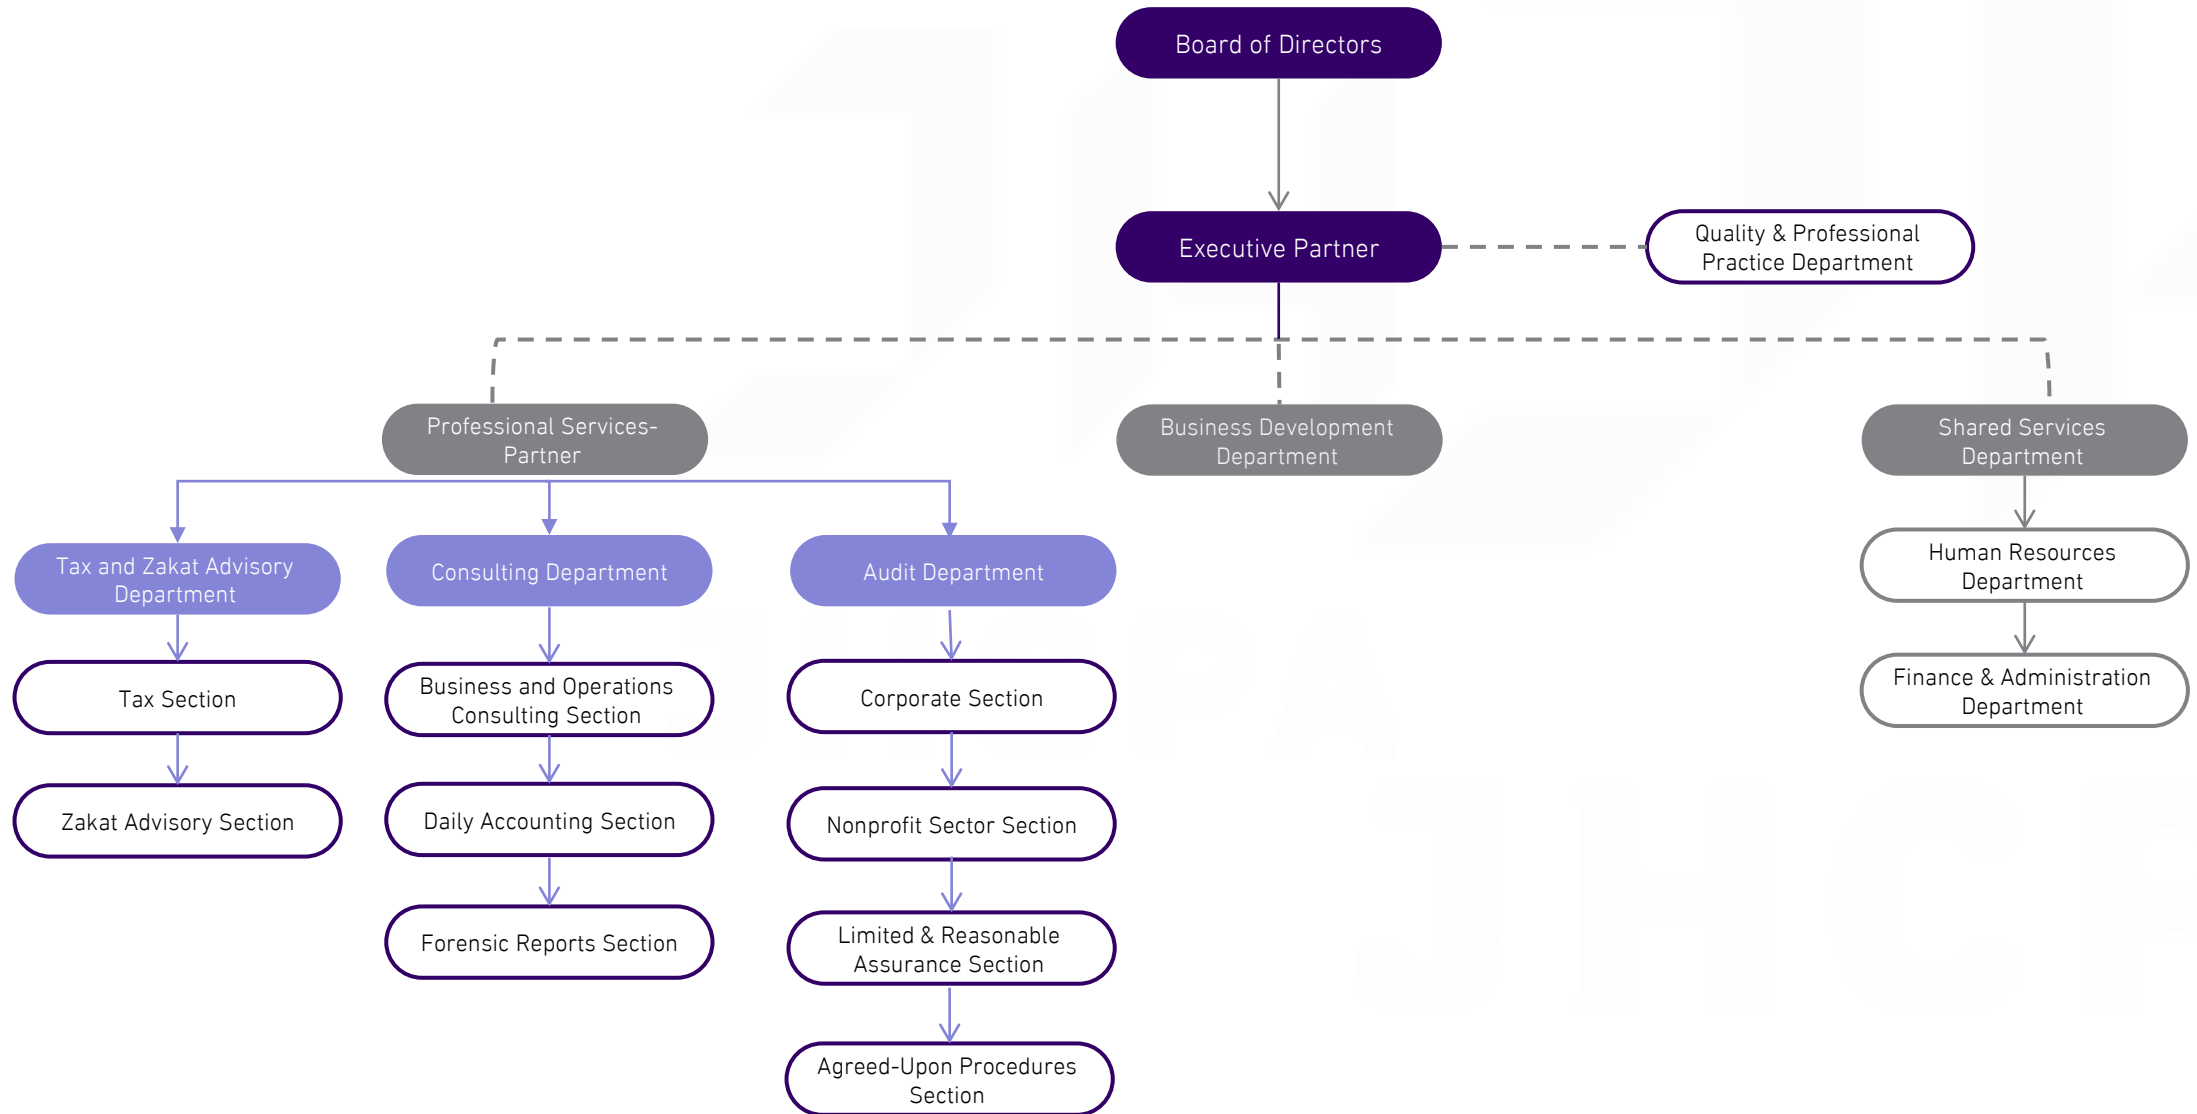 Board of Directors
Executive Partner
Quality & Professional
Practice Department
Professional Services-
Partner
Business Development
Department
Shared Services
Department
Tax and Zakat Advisory
Department
Consulting Department
Audit Department
Human Resources
Department
Tax Section
Business and Operations
Consulting Section
Corporate Section
Finance & Administration
Department
Zakat Advisory Section
Daily Accounting Section
Nonprofit Sector Section
Forensic Reports Section
Limited & Reasonable
Assurance Section
Agreed-Upon Procedures
Section
JHCPA
JHCP